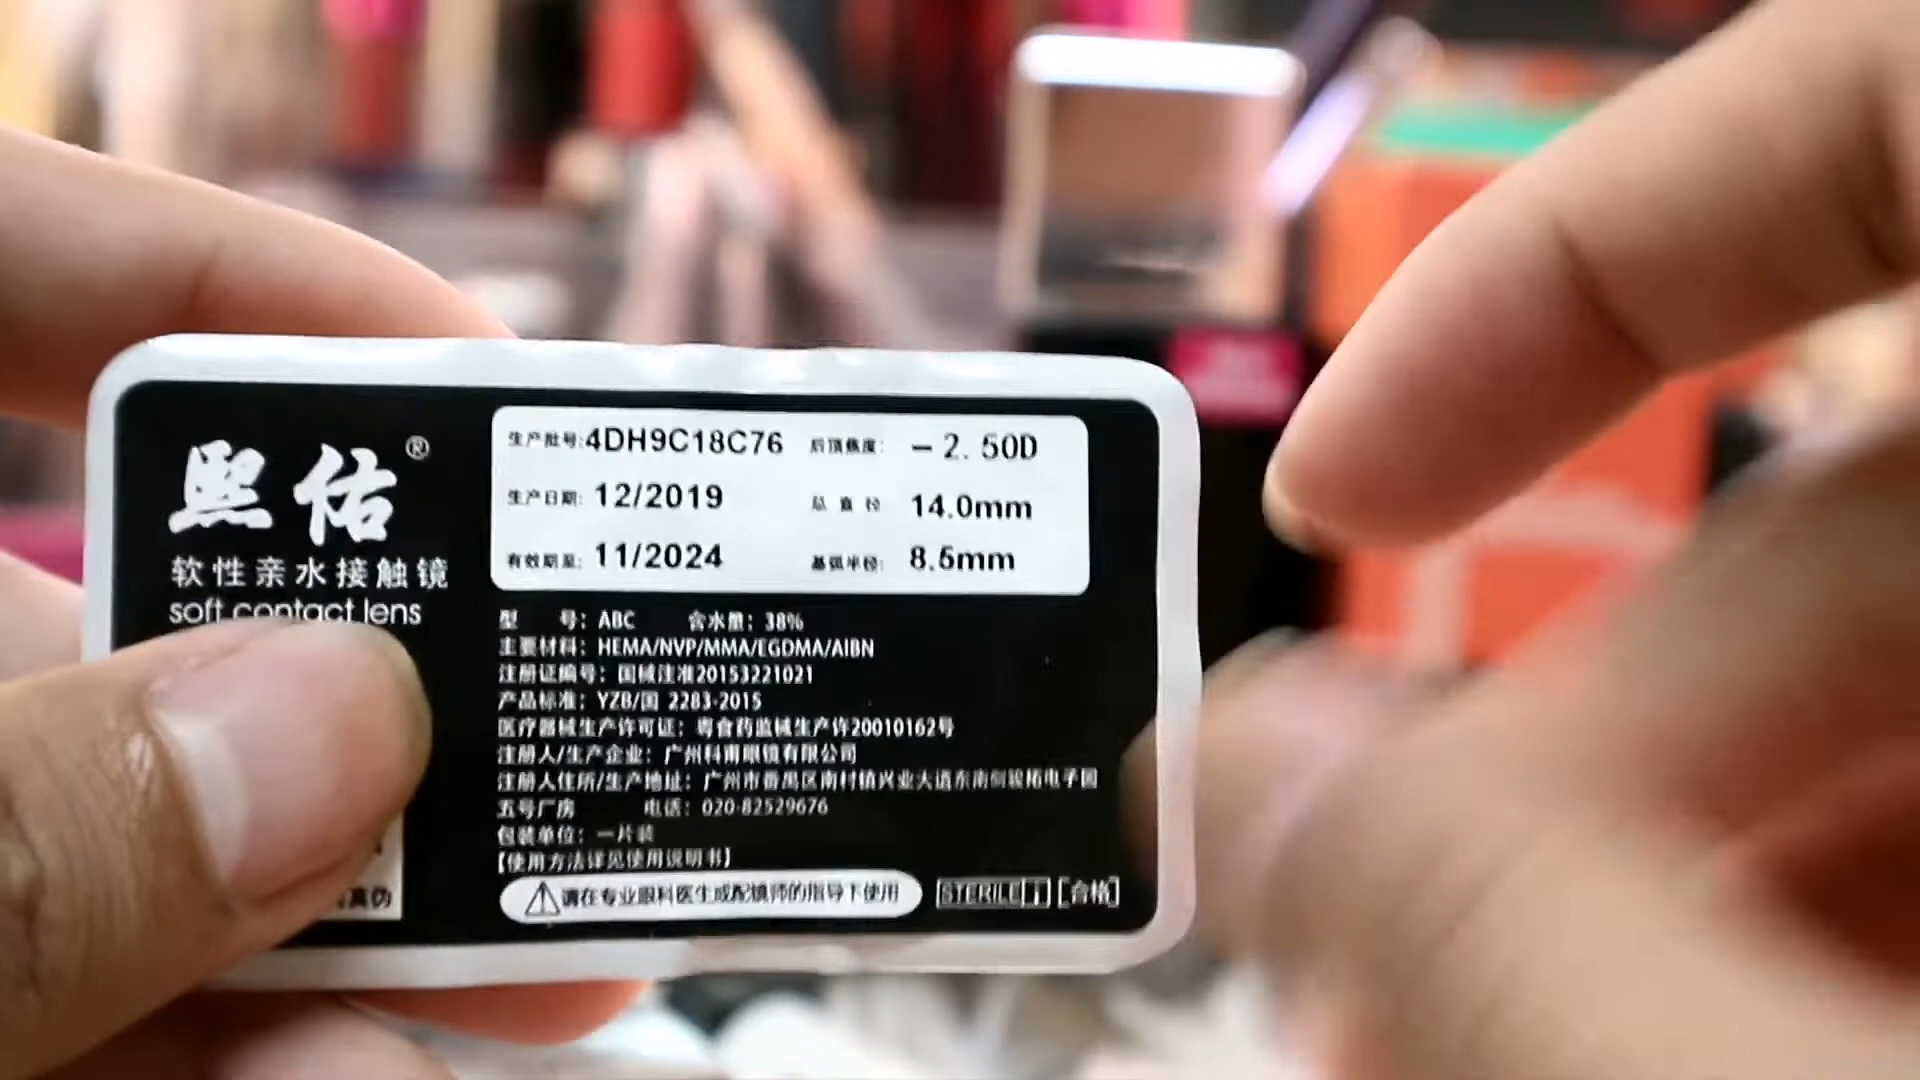 熙佑®
软性亲水接触镜
soft contact lens
生产批号:4DH9C18C76 后顶焦度: -2.50D
生产日期: 12/2019 总直径 14.0mm
有效期至: 11/2024 基弧半径: 8.5mm
型 号: ABC 含水量: 38%
主要材料: HEMA/NVP/MMA/EGDMA/AIBN
注册证编号: 国械注准20153221021
产品标准: YZB/国 2283-2015
医疗器械生产许可证: 粤食药监械生产许20010162号
注册人/生产企业: 广州科甫眼镜有限公司
注册人住所/生产地址: 广州市番禺区南村镇兴业大道东南 电子园
五号厂房 电话: 020-82529676
包装单位: 一片装
【使用方法详见使用说明书】
请在专业眼科医生或配镜师的指导下使用
STERILE [合格]
真伪